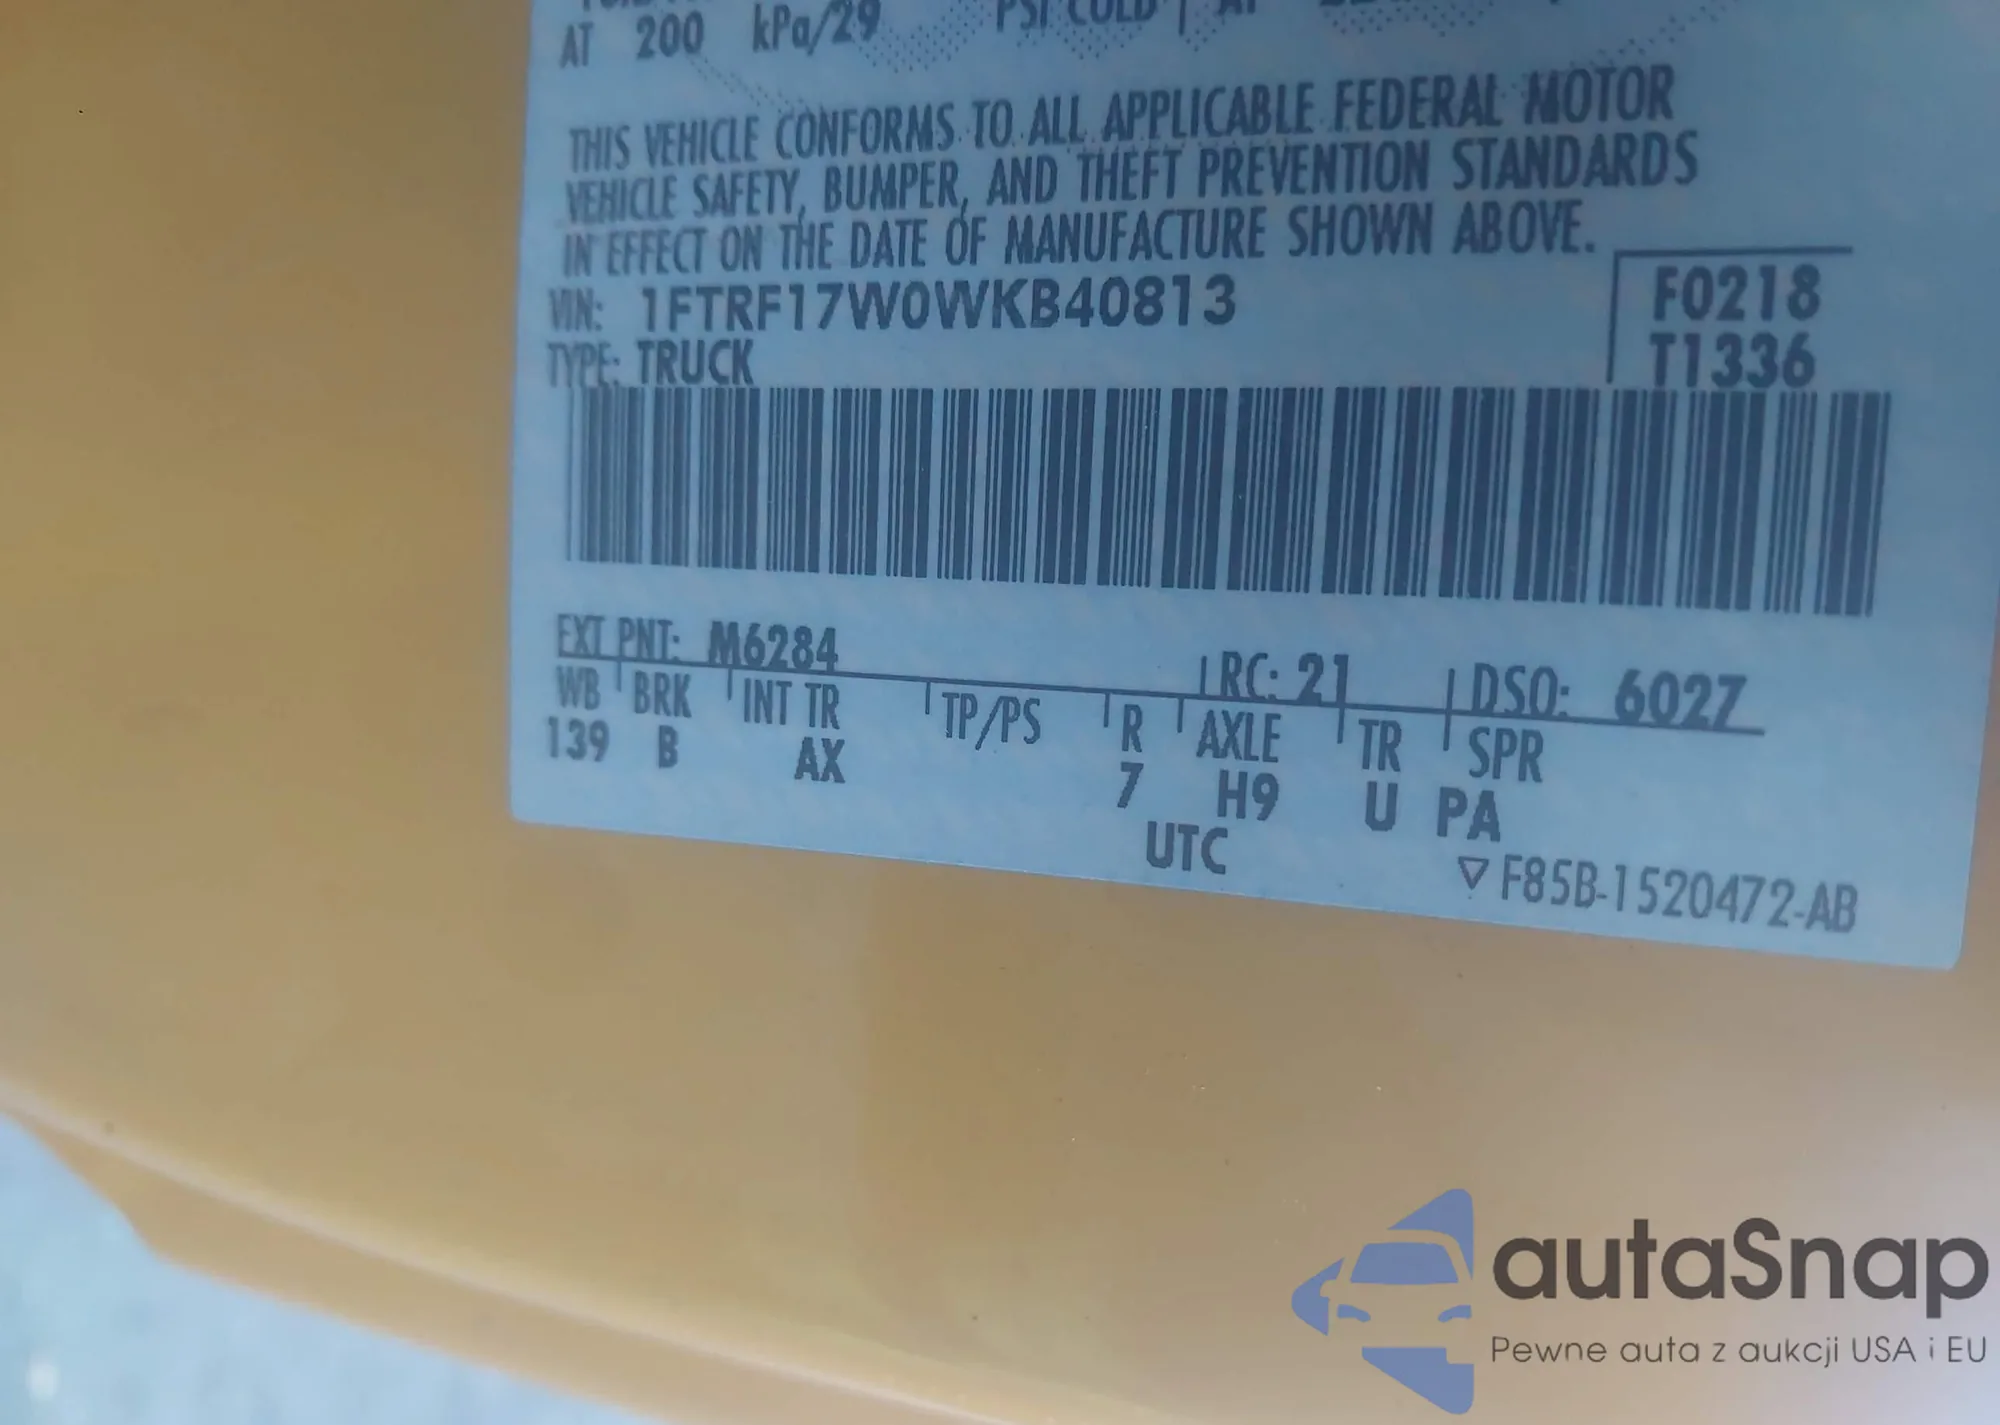 AT 200 kPa/29 PSI COLD AT
THIS VEHICLE CONFORMS TO ALL APPLICABLE FEDERAL MOTOR
VEHICLE SAFETY, BUMPER, AND THEFT PREVENTION STANDARDS
IN EFFECT ON THE DATE OF MANUFACTURE SHOWN ABOVE.
VIN: 1FTRF17W0WKB40813
F0218
TYPE: TRUCK
T1336
EXT PNT: M6284 RC: 21 DSO: 6027
WB BRK INT TR TP/PS R AXLE TR SPR
139 B AX 7 H9 U PA
UTC
▽ F85B-1520472-AB
autaSnap
Pewne auta z aukcji USA i EU